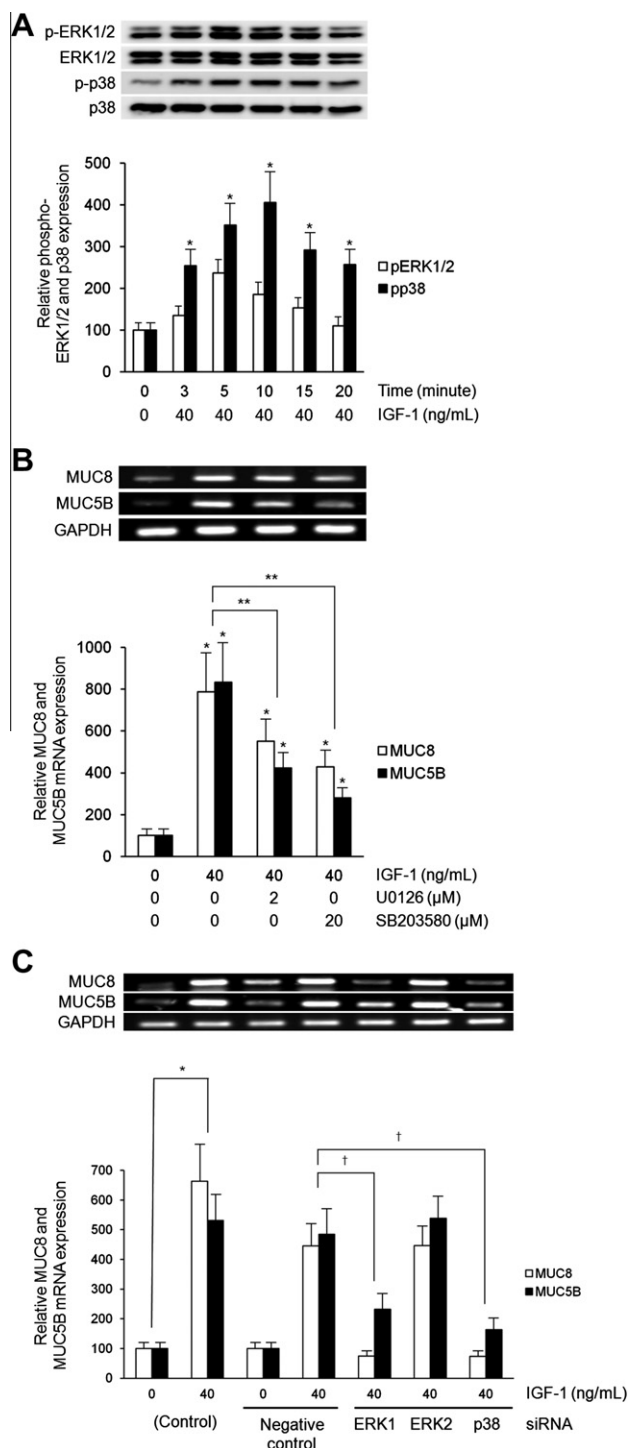 A
p-ERK1/2
ERK1/2
p-p38
p38
Relative phospho-
ERK1/2 and p38 expression
500
400
300
200
100
0
* * * * *
pERK1/2
pp38
0 3 5 10 15 20 Time (minute)
0 40 40 40 40 40 IGF-1 (ng/mL)
B
MUC8
MUC5B
GAPDH
Relative MUC8 and
MUC5B mRNA expression
1000
800
600
400
200
0
**
**
* *
* *
* *
MUC8
MUC5B
0 40 40 40 IGF-1 (ng/mL)
0 0 2 0 U0126 (µM)
0 0 0 20 SB203580 (µM)
C
MUC8
MUC5B
GAPDH
Relative MUC8 and
MUC5B mRNA expression
700
600
500
400
300
200
100
0
*
†
†
MUC8
MUC5B
0 40 0 40 40 40 40 IGF-1 (ng/mL)
(Control) Negative control ERK1 ERK2 p38 siRNA